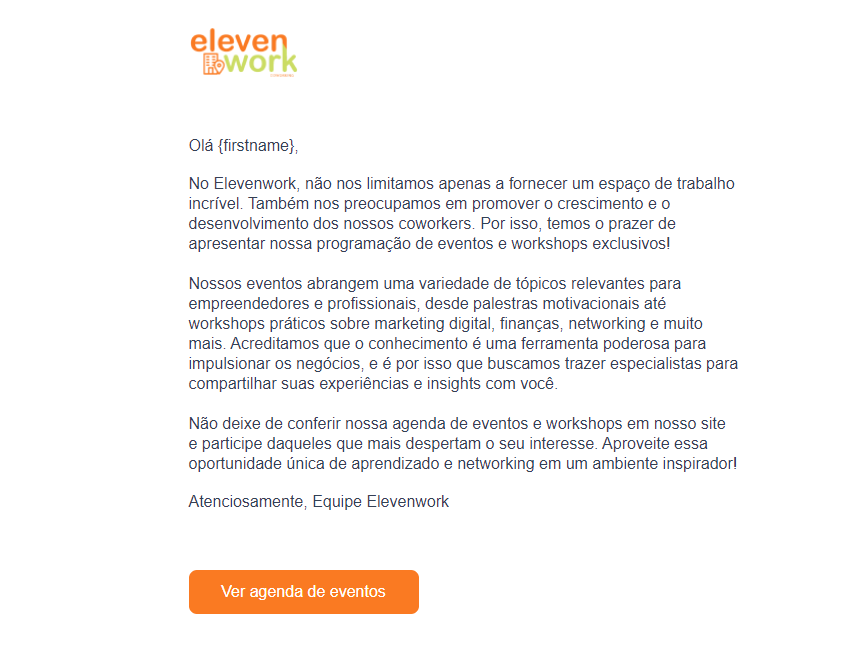 eleven
work
Olá {firstname},
No Elevenwork, não nos limitamos apenas a fornecer um espaço de trabalho
incrível. Também nos preocupamos em promover o crescimento e o
desenvolvimento dos nossos coworkers. Por isso, temos o prazer de
apresentar nossa programação de eventos e workshops exclusivos!
Nossos eventos abrangem uma variedade de tópicos relevantes para
empreendedores e profissionais, desde palestras motivacionais até
workshops práticos sobre marketing digital, finanças, networking e muito
mais. Acreditamos que o conhecimento é uma ferramenta poderosa para
impulsionar os negócios, e é por isso que buscamos trazer especialistas para
compartilhar suas experiências e insights com você.
Não deixe de conferir nossa agenda de eventos e workshops em nosso site
e participe daqueles que mais despertam o seu interesse. Aproveite essa
oportunidade única de aprendizado e networking em um ambiente inspirador!
Atenciosamente, Equipe Elevenwork
Ver agenda de eventos